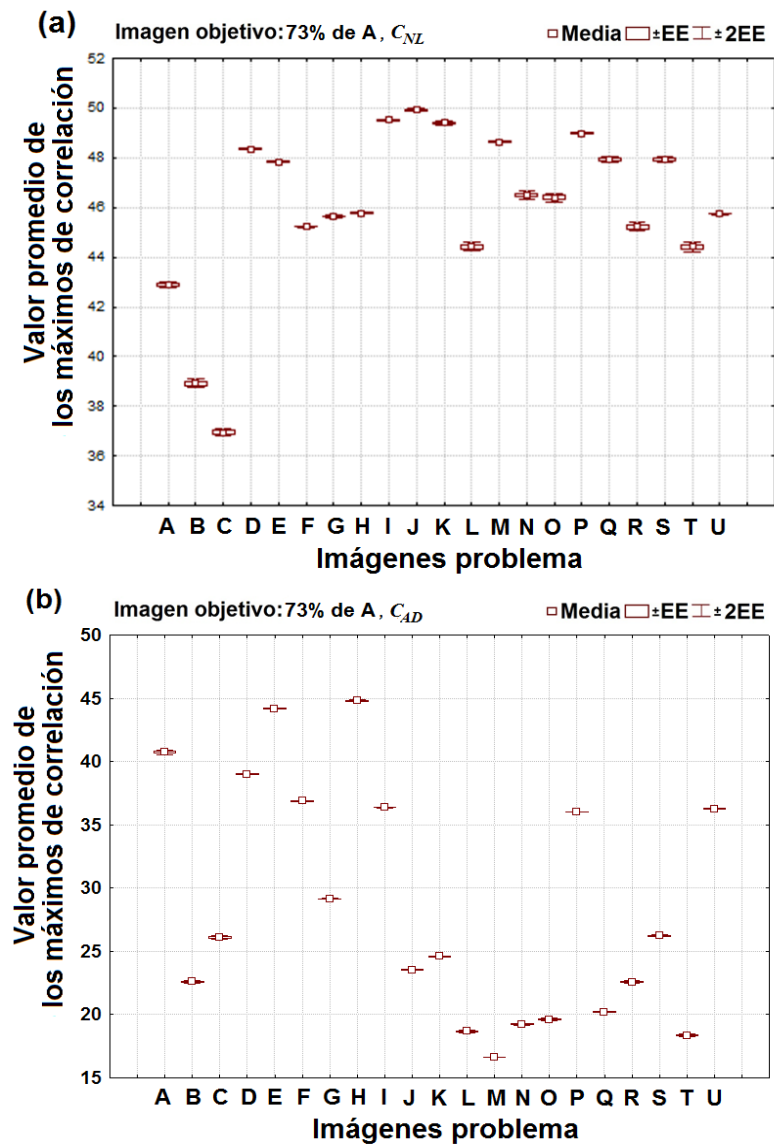 (a)
Imagen objetivo: 73% de A , C_NL
Media ±EE ± 2EE
Valor promedio de
los máximos de correlación
52
50
48
46
44
42
40
38
36
34
A B C D E F G H I J K L M N O P Q R S T U
Imágenes problema
(b)
Imagen objetivo: 73% de A , C_AD
Media ±EE ± 2EE
Valor promedio de
los máximos de correlación
50
45
40
35
30
25
20
15
A B C D E F G H I J K L M N O P Q R S T U
Imágenes problema